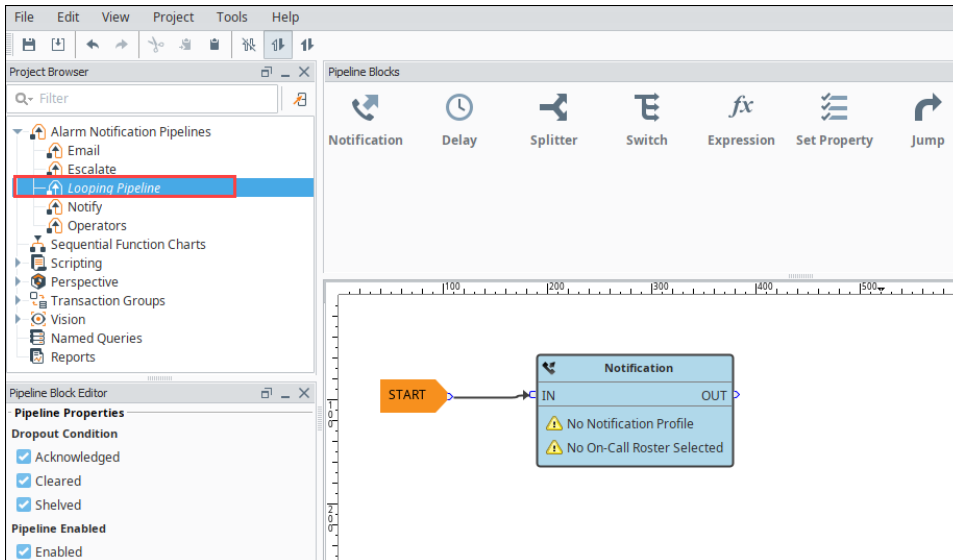 File Edit View Project Tools Help
Project Browser
Filter
Alarm Notification Pipelines
Email
Escalate
Looping Pipeline
Notify
Operators
Sequential Function Charts
Scripting
Perspective
Transaction Groups
Vision
Named Queries
Reports
Pipeline Block Editor
Pipeline Properties
Dropout Condition
Acknowledged
Cleared
Shelved
Pipeline Enabled
Enabled
Pipeline Blocks
fx
Notification Delay Splitter Switch Expression Set Property Jump
100 200 300 400 500
100
200
START
Notification
IN OUT
No Notification Profile
No On-Call Roster Selected